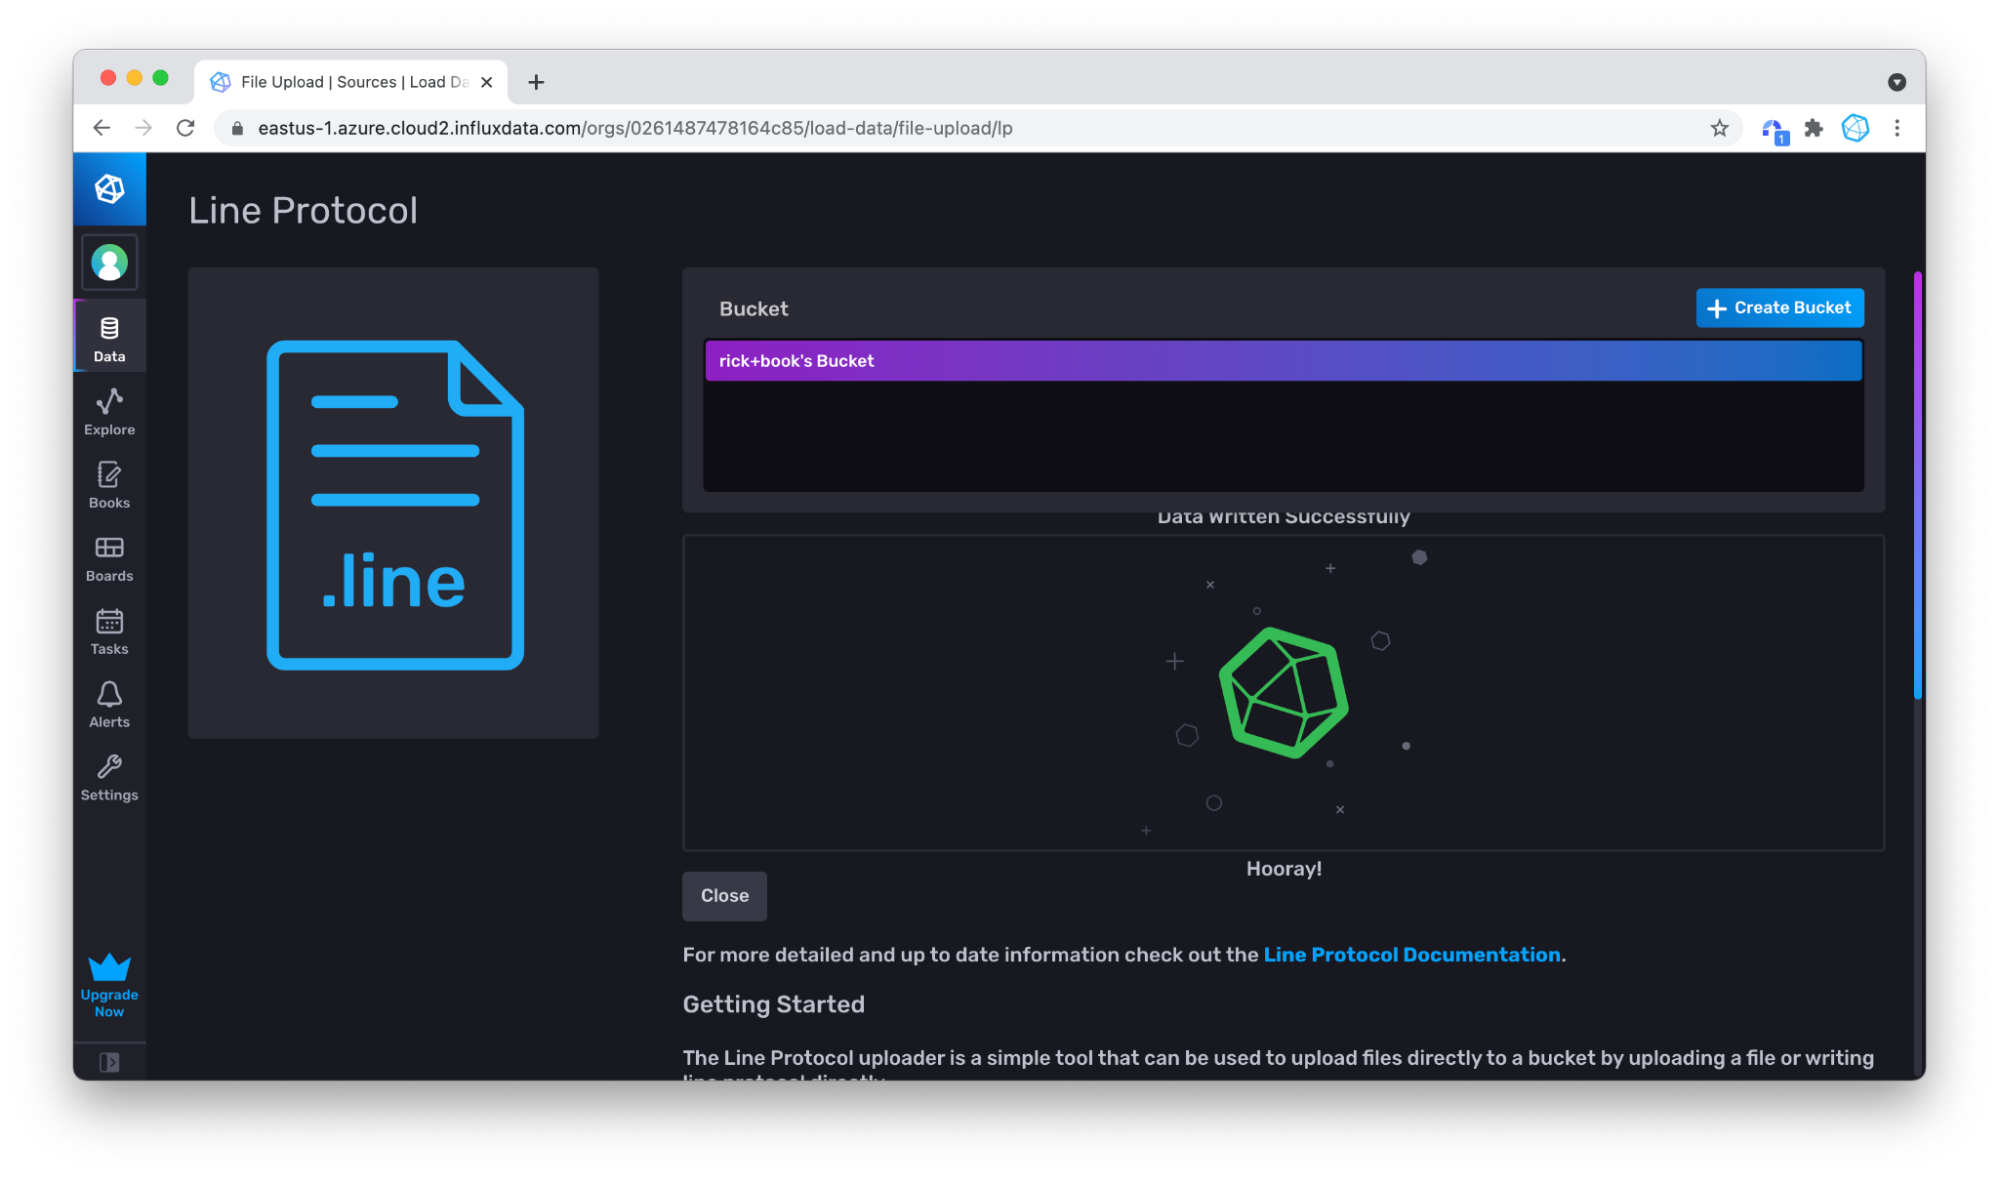 File Upload | Sources | Load Da
eastus-1.azure.cloud2.influxdata.com/orgs/0261487478164c85/load-data/file-upload/lp
1
Line Protocol
Data
Explore
Books
Boards
Tasks
Alerts
Settings
Upgrade
Now
.line
Bucket
Create Bucket
rick+book's Bucket
Data Written Successfully
Hooray!
Close
For more detailed and up to date information check out the Line Protocol Documentation.
Getting Started
The Line Protocol uploader is a simple tool that can be used to upload files directly to a bucket by uploading a file or writing
line protocol directly